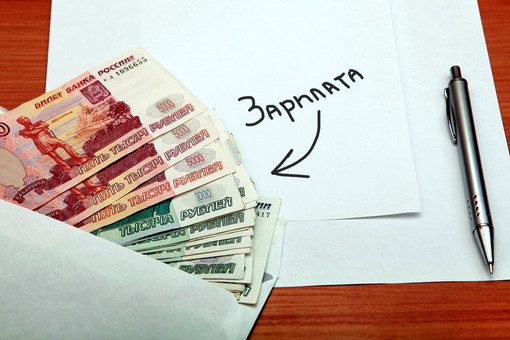 Зарплата
БИЛЕТ БАНКА РОССИИ
5000
ПЯТЬ ТЫСЯЧ РУБЛЕЙ
5000
ПЯТЬ ТЫСЯЧ РУБЛЕЙ
5000
ПЯТЬ ТЫСЯЧ РУБЛЕЙ
1000
ТЫСЯЧА РУБЛЕЙ
РУБЛЕЙ
РУБЛЕЙ